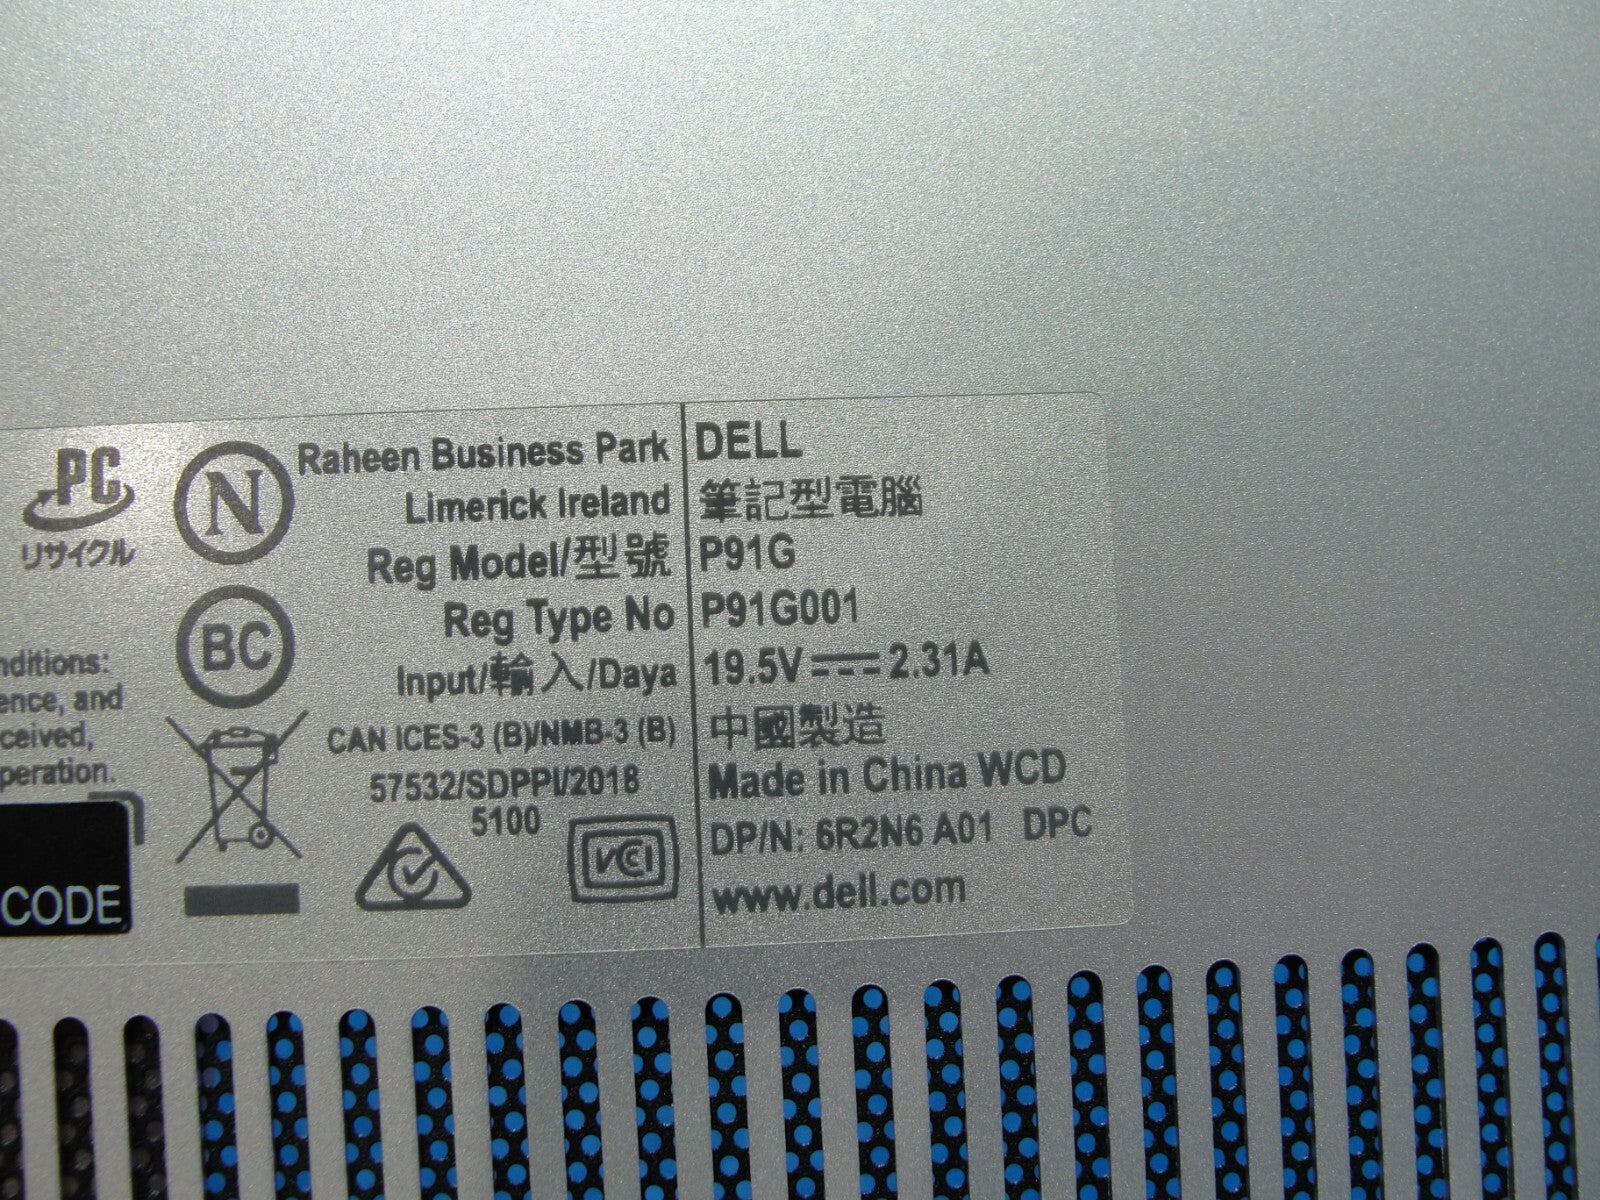 PC
リサイクル
N
BC
nditions:
ence, and
ceived,
peration.
CODE
Raheen Business Park
Limerick Ireland
Reg Model/型號
Reg Type No
Input/輸入/Daya
CAN ICES-3 (B)/NMB-3 (B)
57532/SDPPI/2018
5100
VCCI
DELL
筆記型電腦
P91G
P91G001
19.5V⎓2.31A
中國製造
Made in China WCD
DP/N: 6R2N6 A01 DPC
www.dell.com